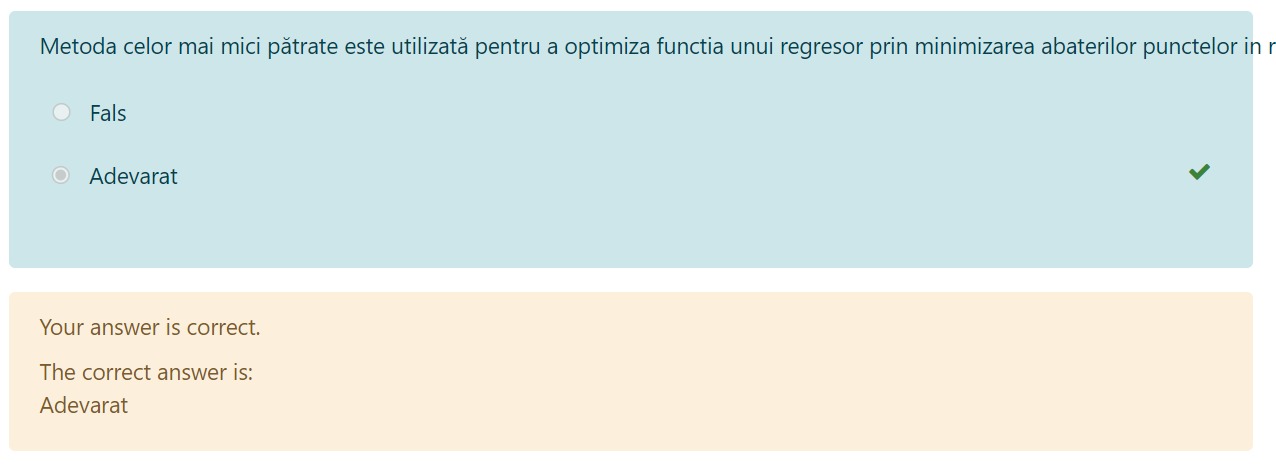 Metoda celor mai mici pătrate este utilizată pentru a optimiza functia unui regresor prin minimizarea abaterilor punctelor in r
Fals
Adevarat
Your answer is correct.
The correct answer is:
Adevarat